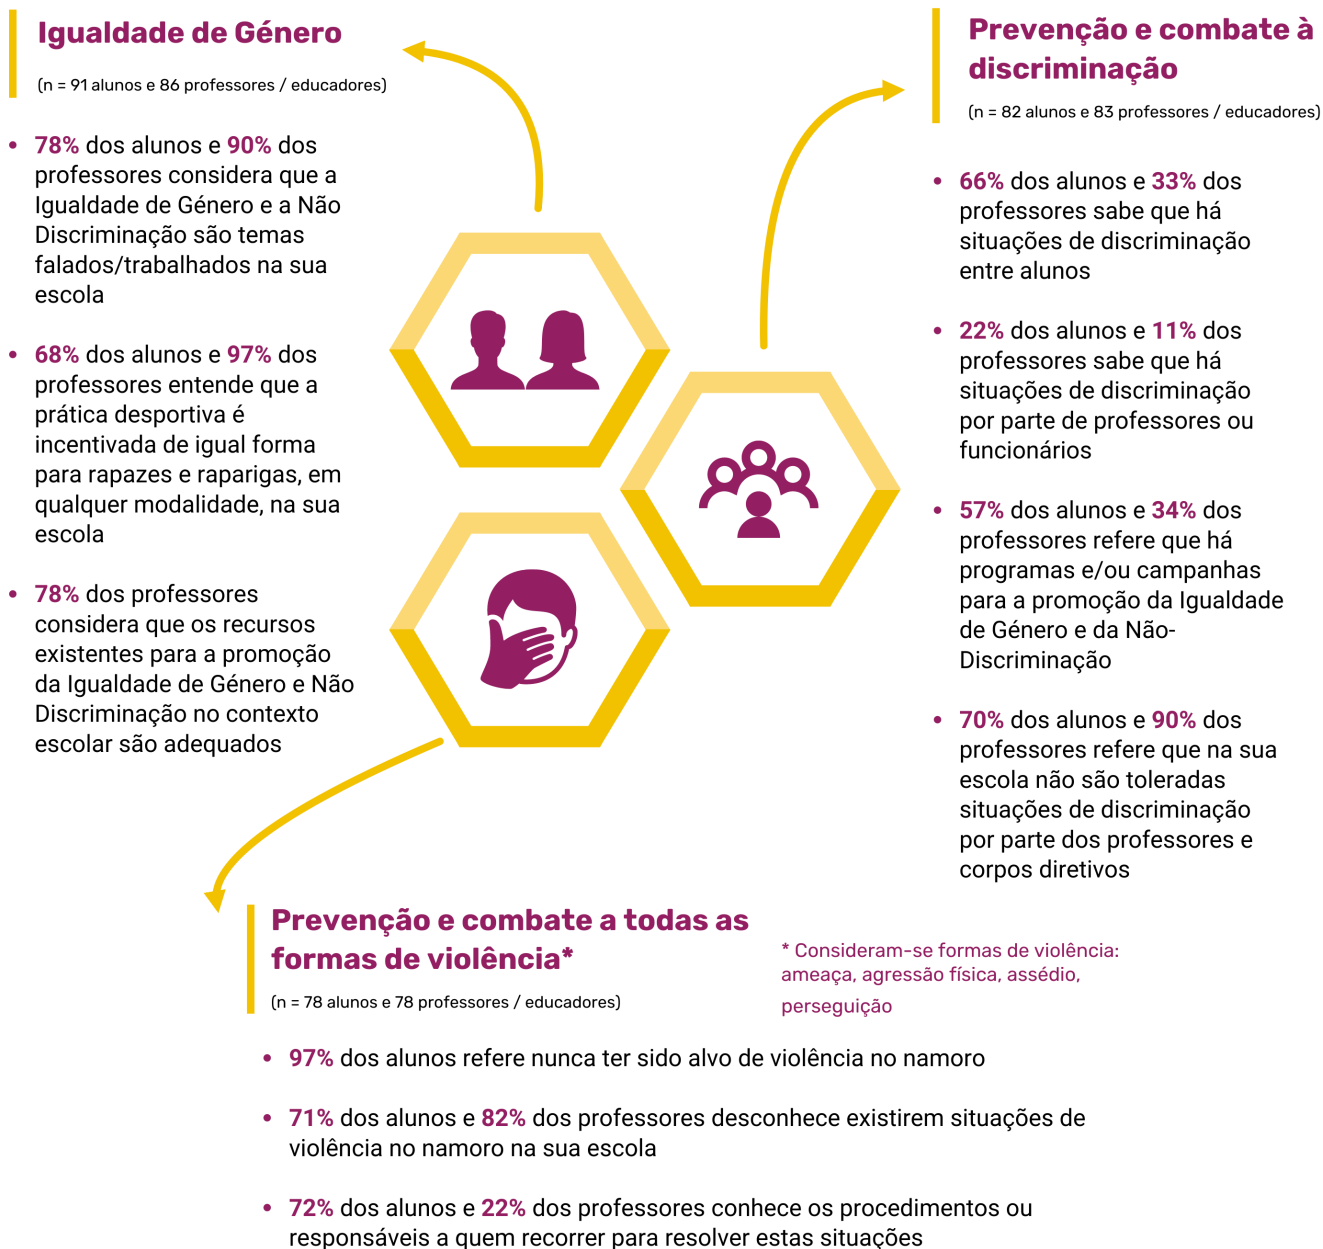 Igualdade de Género
(n = 91 alunos e 86 professores / educadores)
• 78% dos alunos e 90% dos
professores considera que a
Igualdade de Género e a Não
Discriminação são temas
falados/trabalhados na sua
escola
• 68% dos alunos e 97% dos
professores entende que a
prática desportiva é
incentivada de igual forma
para rapazes e raparigas, em
qualquer modalidade, na sua
escola
• 78% dos professores
considera que os recursos
existentes para a promoção
da Igualdade de Género e Não
Discriminação no contexto
escolar são adequados
Prevenção e combate à
discriminação
(n = 82 alunos e 83 professores / educadores)
• 66% dos alunos e 33% dos
professores sabe que há
situações de discriminação
entre alunos
• 22% dos alunos e 11% dos
professores sabe que há
situações de discriminação
por parte de professores ou
funcionários
• 57% dos alunos e 34% dos
professores refere que há
programas e/ou campanhas
para a promoção da Igualdade
de Género e da Não-
Discriminação
• 70% dos alunos e 90% dos
professores refere que na sua
escola não são toleradas
situações de discriminação
por parte dos professores e
corpos diretivos
Prevenção e combate a todas as
formas de violência*
(n = 78 alunos e 78 professores / educadores)
* Consideram-se formas de violência:
ameaça, agressão física, assédio,
perseguição
• 97% dos alunos refere nunca ter sido alvo de violência no namoro
• 71% dos alunos e 82% dos professores desconhece existirem situações de
violência no namoro na sua escola
• 72% dos alunos e 22% dos professores conhece os procedimentos ou
responsáveis a quem recorrer para resolver estas situações